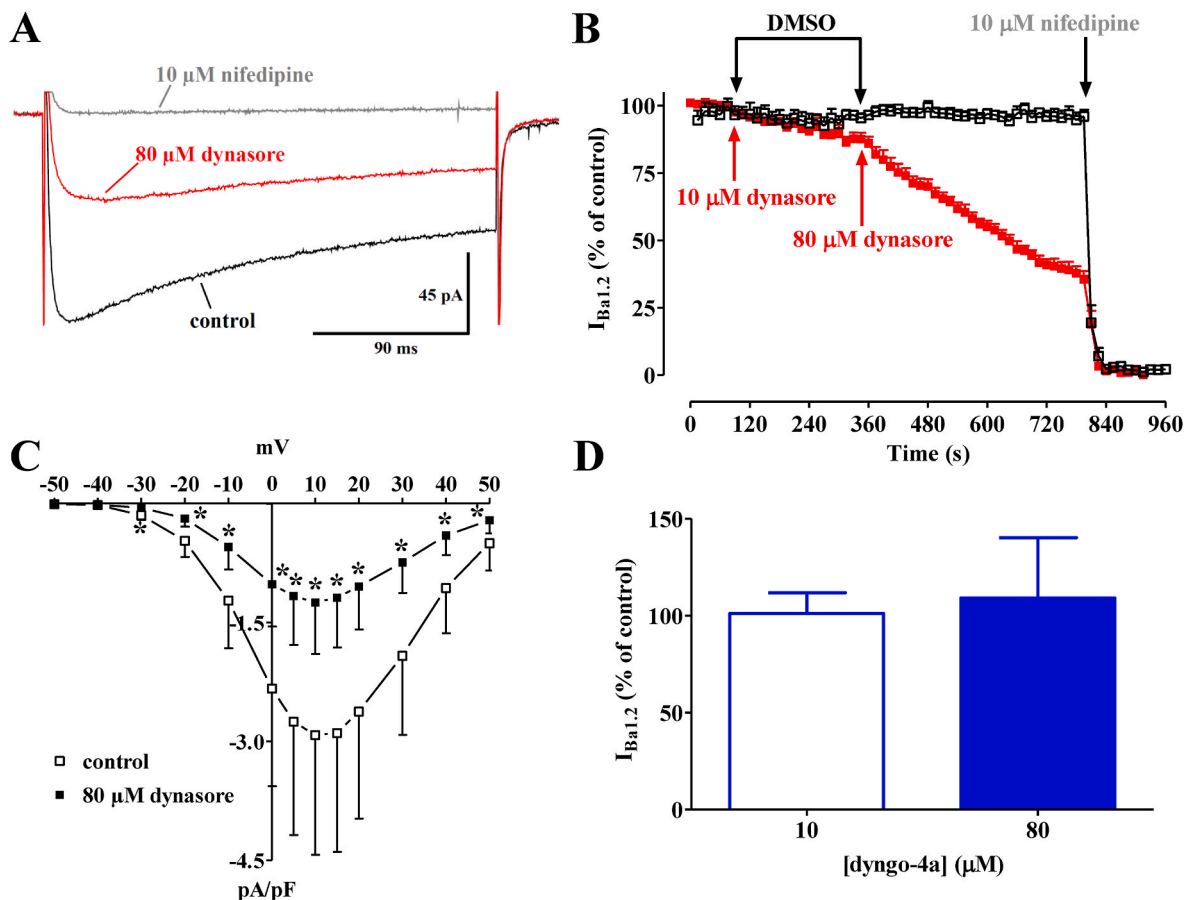 A
10 µM nifedipine
80 µM dynasore
control
45 pA
90 ms
B
DMSO
10 µM nifedipine
100
75
50
25
0
I_Ba1.2 (% of control)
10 µM dynasore
80 µM dynasore
0 120 240 360 480 600 720 840 960
Time (s)
C
mV
-50 -40 -30 -20 -10 0 10 20 30 40 50
* * * * * * * * * * * *
-1.5
-3.0
-4.5
pA/pF
control
80 µM dynasore
D
150
100
50
0
I_Ba1.2 (% of control)
10 80
[dyngo-4a] (µM)